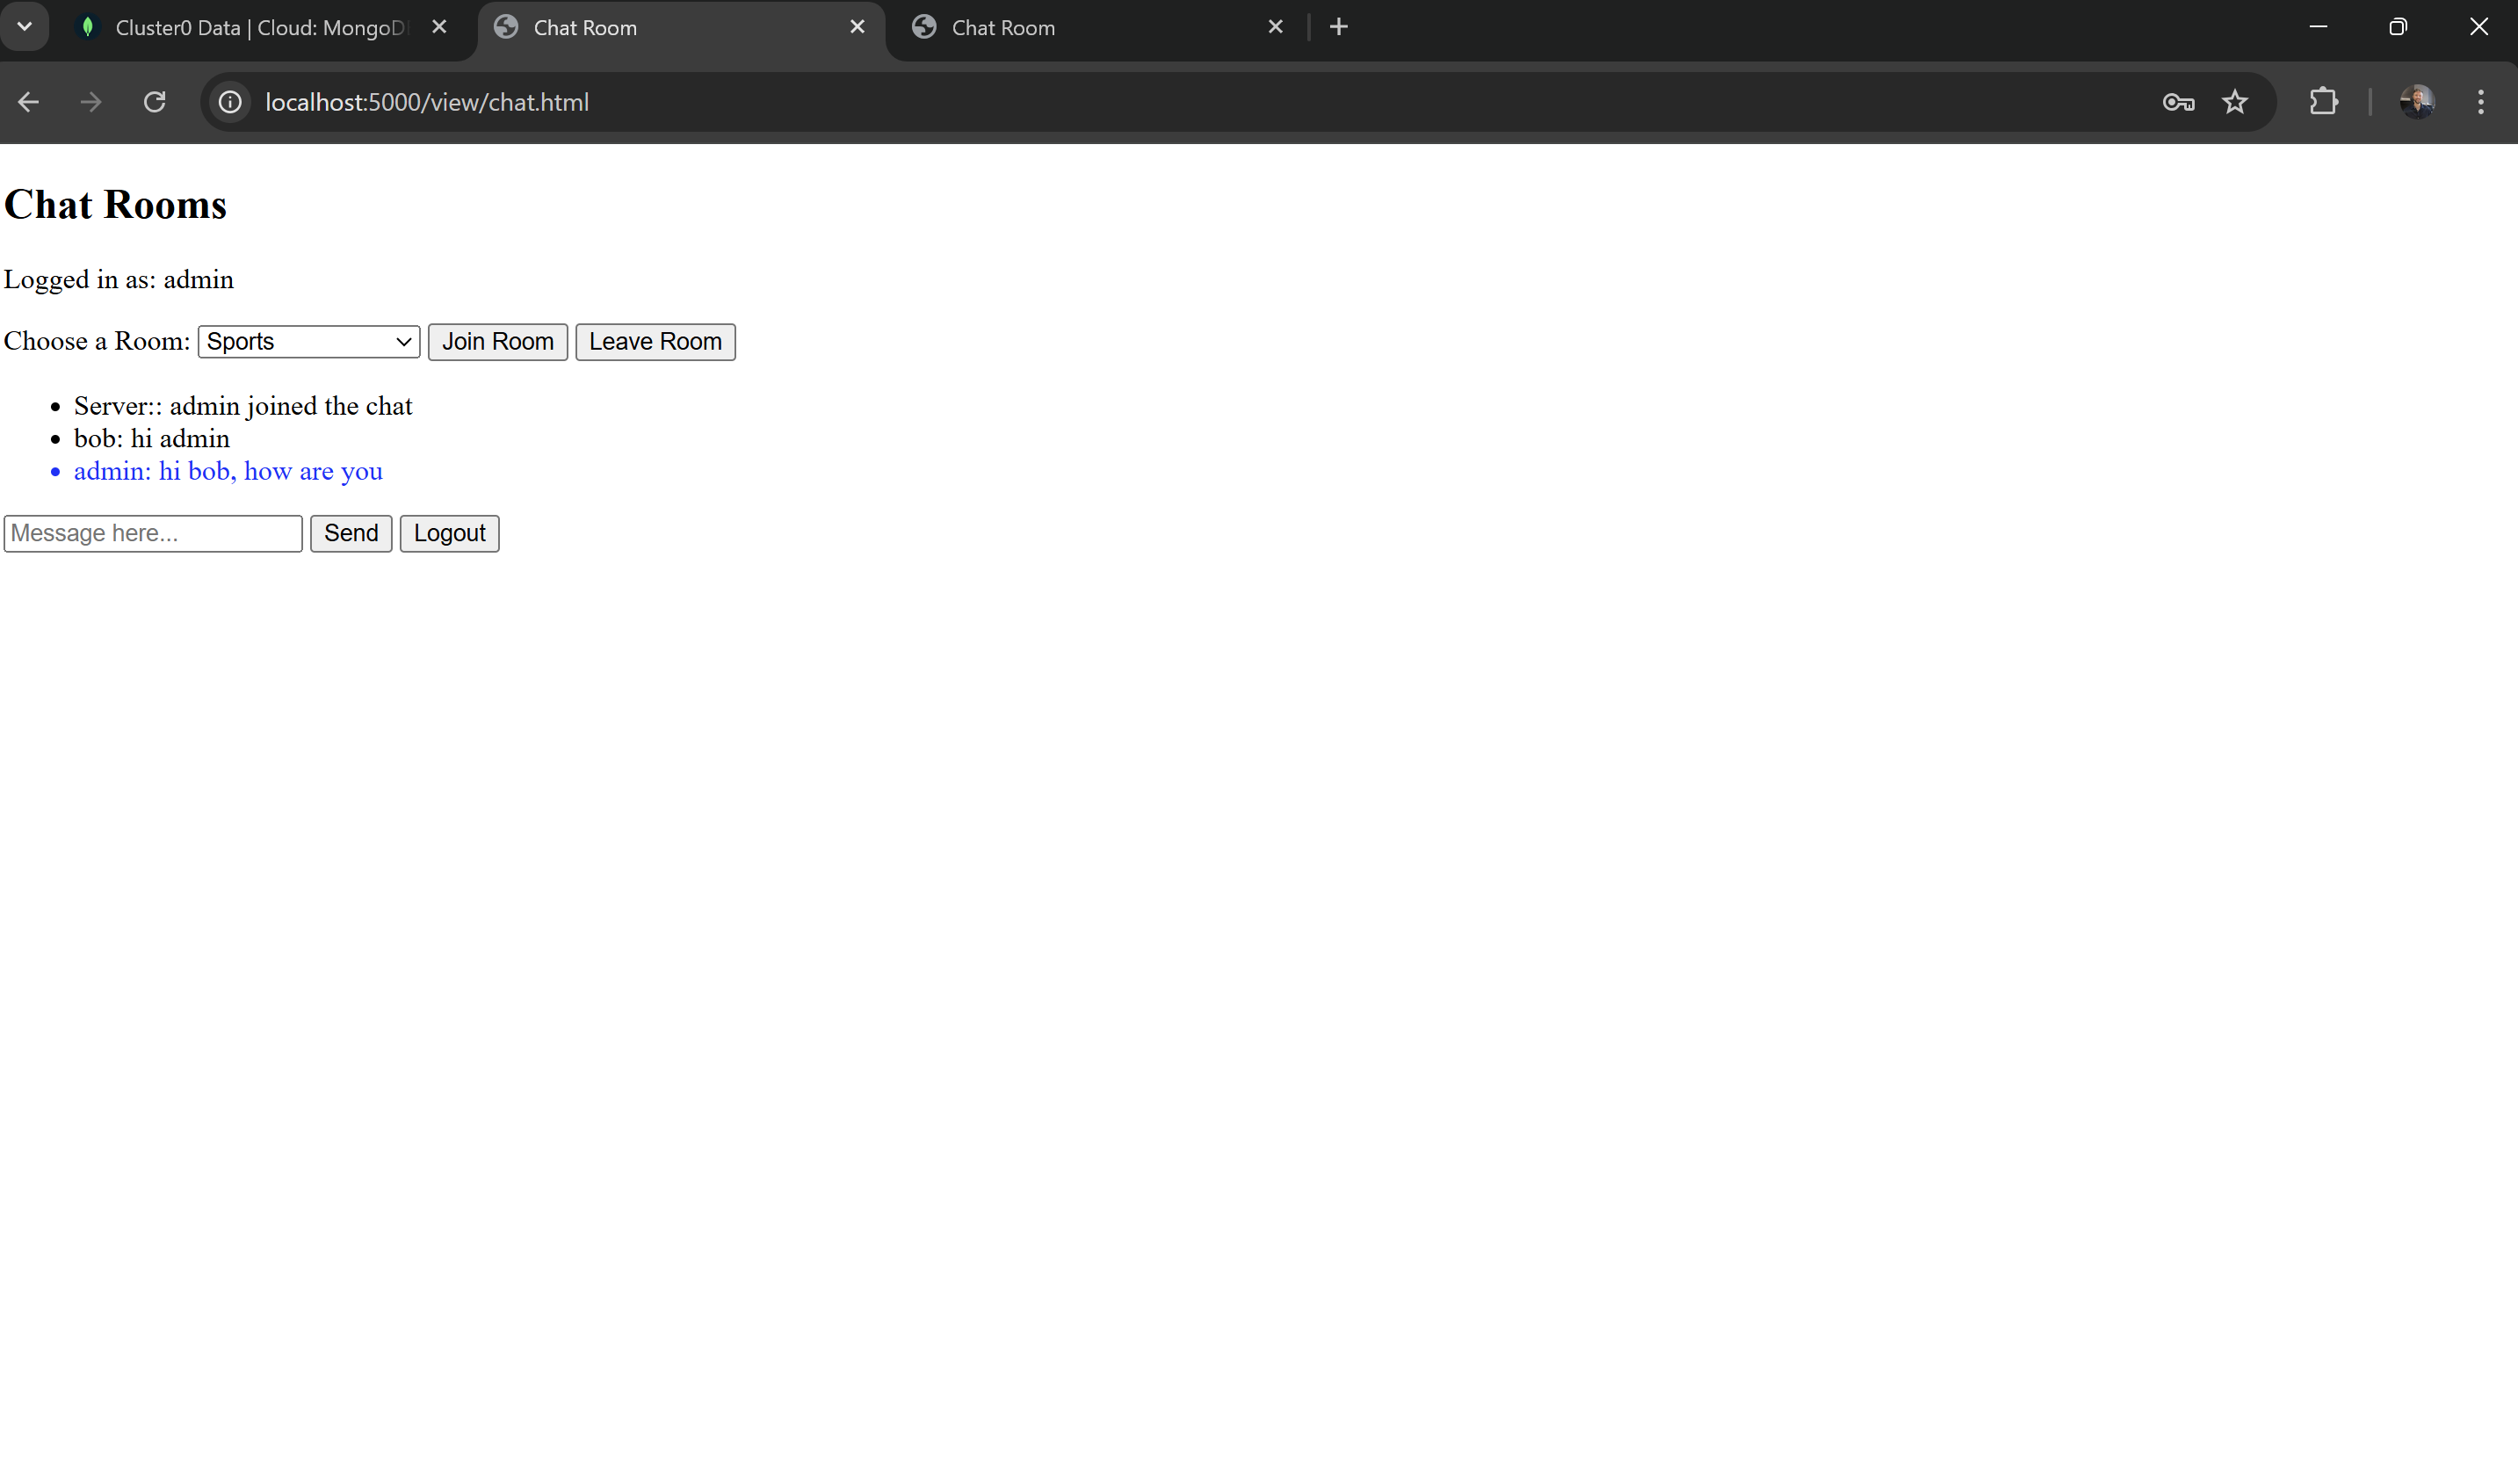 Cluster0 Data | Cloud: MongoD
Chat Room
Chat Room
localhost:5000/view/chat.html
Chat Rooms
Logged in as: admin
Choose a Room: Sports Join Room Leave Room
Server:: admin joined the chat
bob: hi admin
admin: hi bob, how are you
Message here... Send Logout